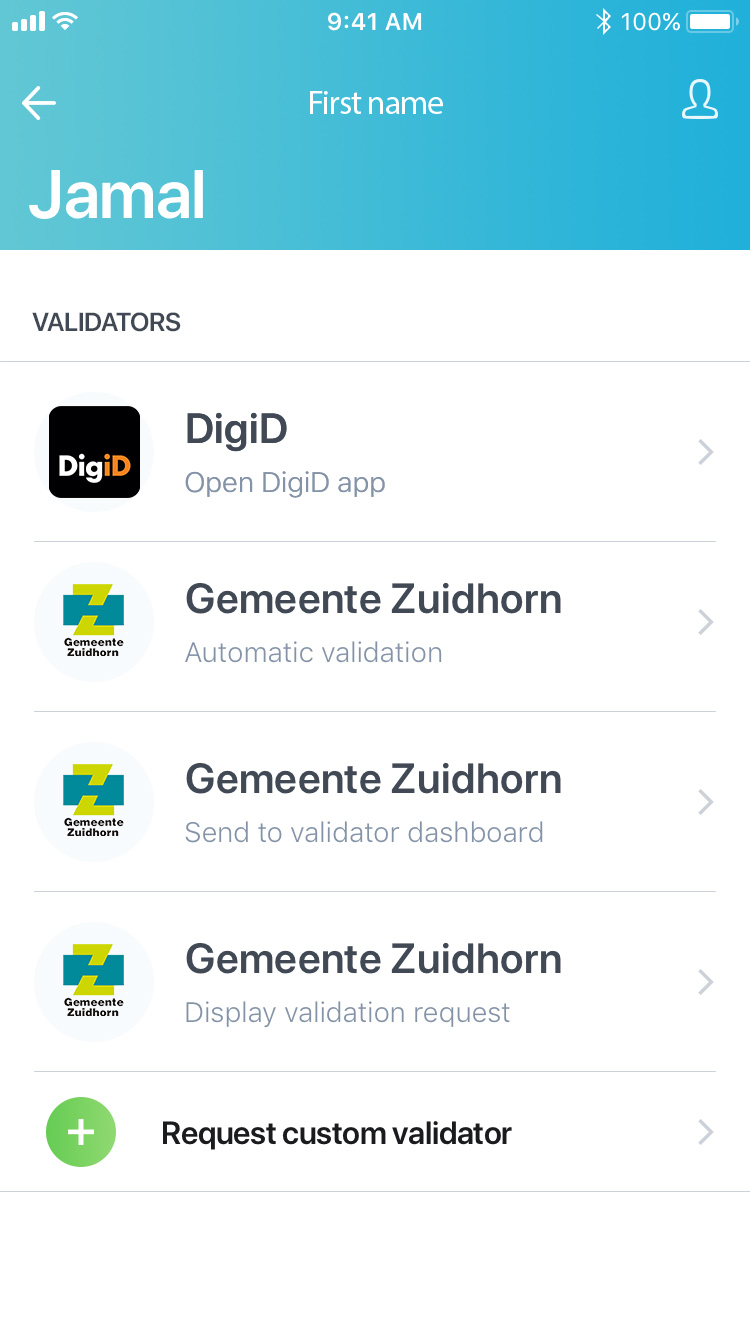 9:41 AM
100%
First name
Jamal
VALIDATORS
DigiD
DigiD
Open DigiD app
Gemeente
Zuidhorn
Gemeente Zuidhorn
Automatic validation
Gemeente
Zuidhorn
Gemeente Zuidhorn
Send to validator dashboard
Gemeente
Zuidhorn
Gemeente Zuidhorn
Display validation request
Request custom validator